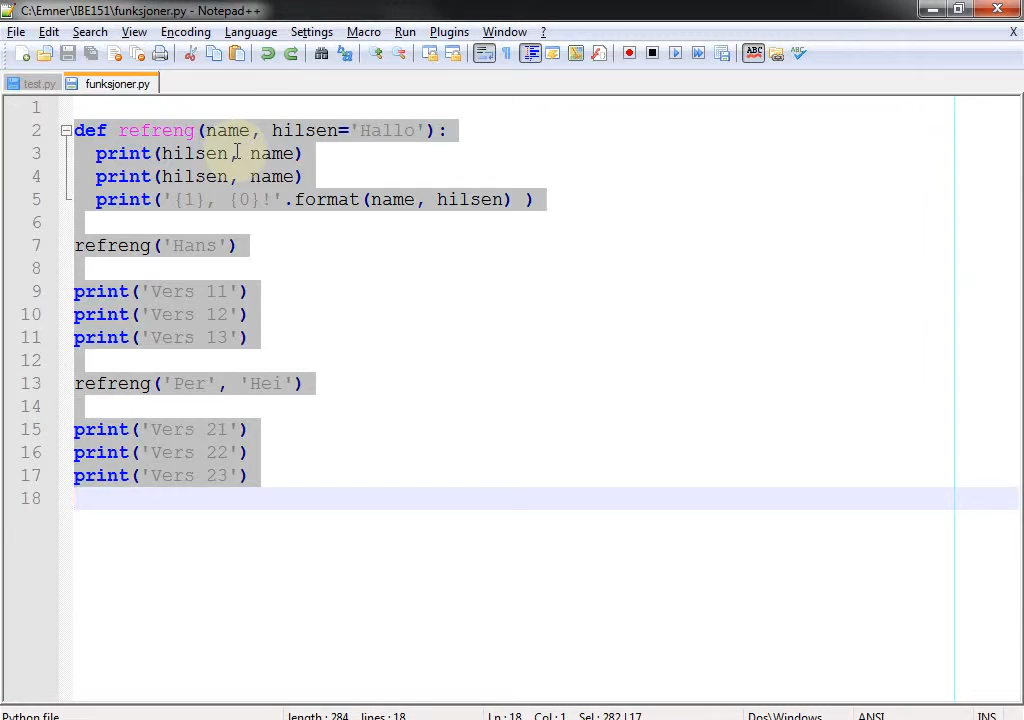 C:\Emner\IBE151\funksjoner.py - Notepad++
File Edit Search View Encoding Language Settings Macro Run Plugins Window ? X
test.py funksjoner.py
1
2 def refreng(name, hilsen='Hallo'):
3 print(hilsen, name)
4 print(hilsen, name)
5 print('{1}, {0}!'.format(name, hilsen) )
6
7 refreng('Hans')
8
9 print('Vers 11')
10 print('Vers 12')
11 print('Vers 13')
12
13 refreng('Per', 'Hei')
14
15 print('Vers 21')
16 print('Vers 22')
17 print('Vers 23')
18
Python file length : 284 lines : 18 Ln : 18 Col : 1 Sel : 282 | 17 Dos\Windows ANSI INS